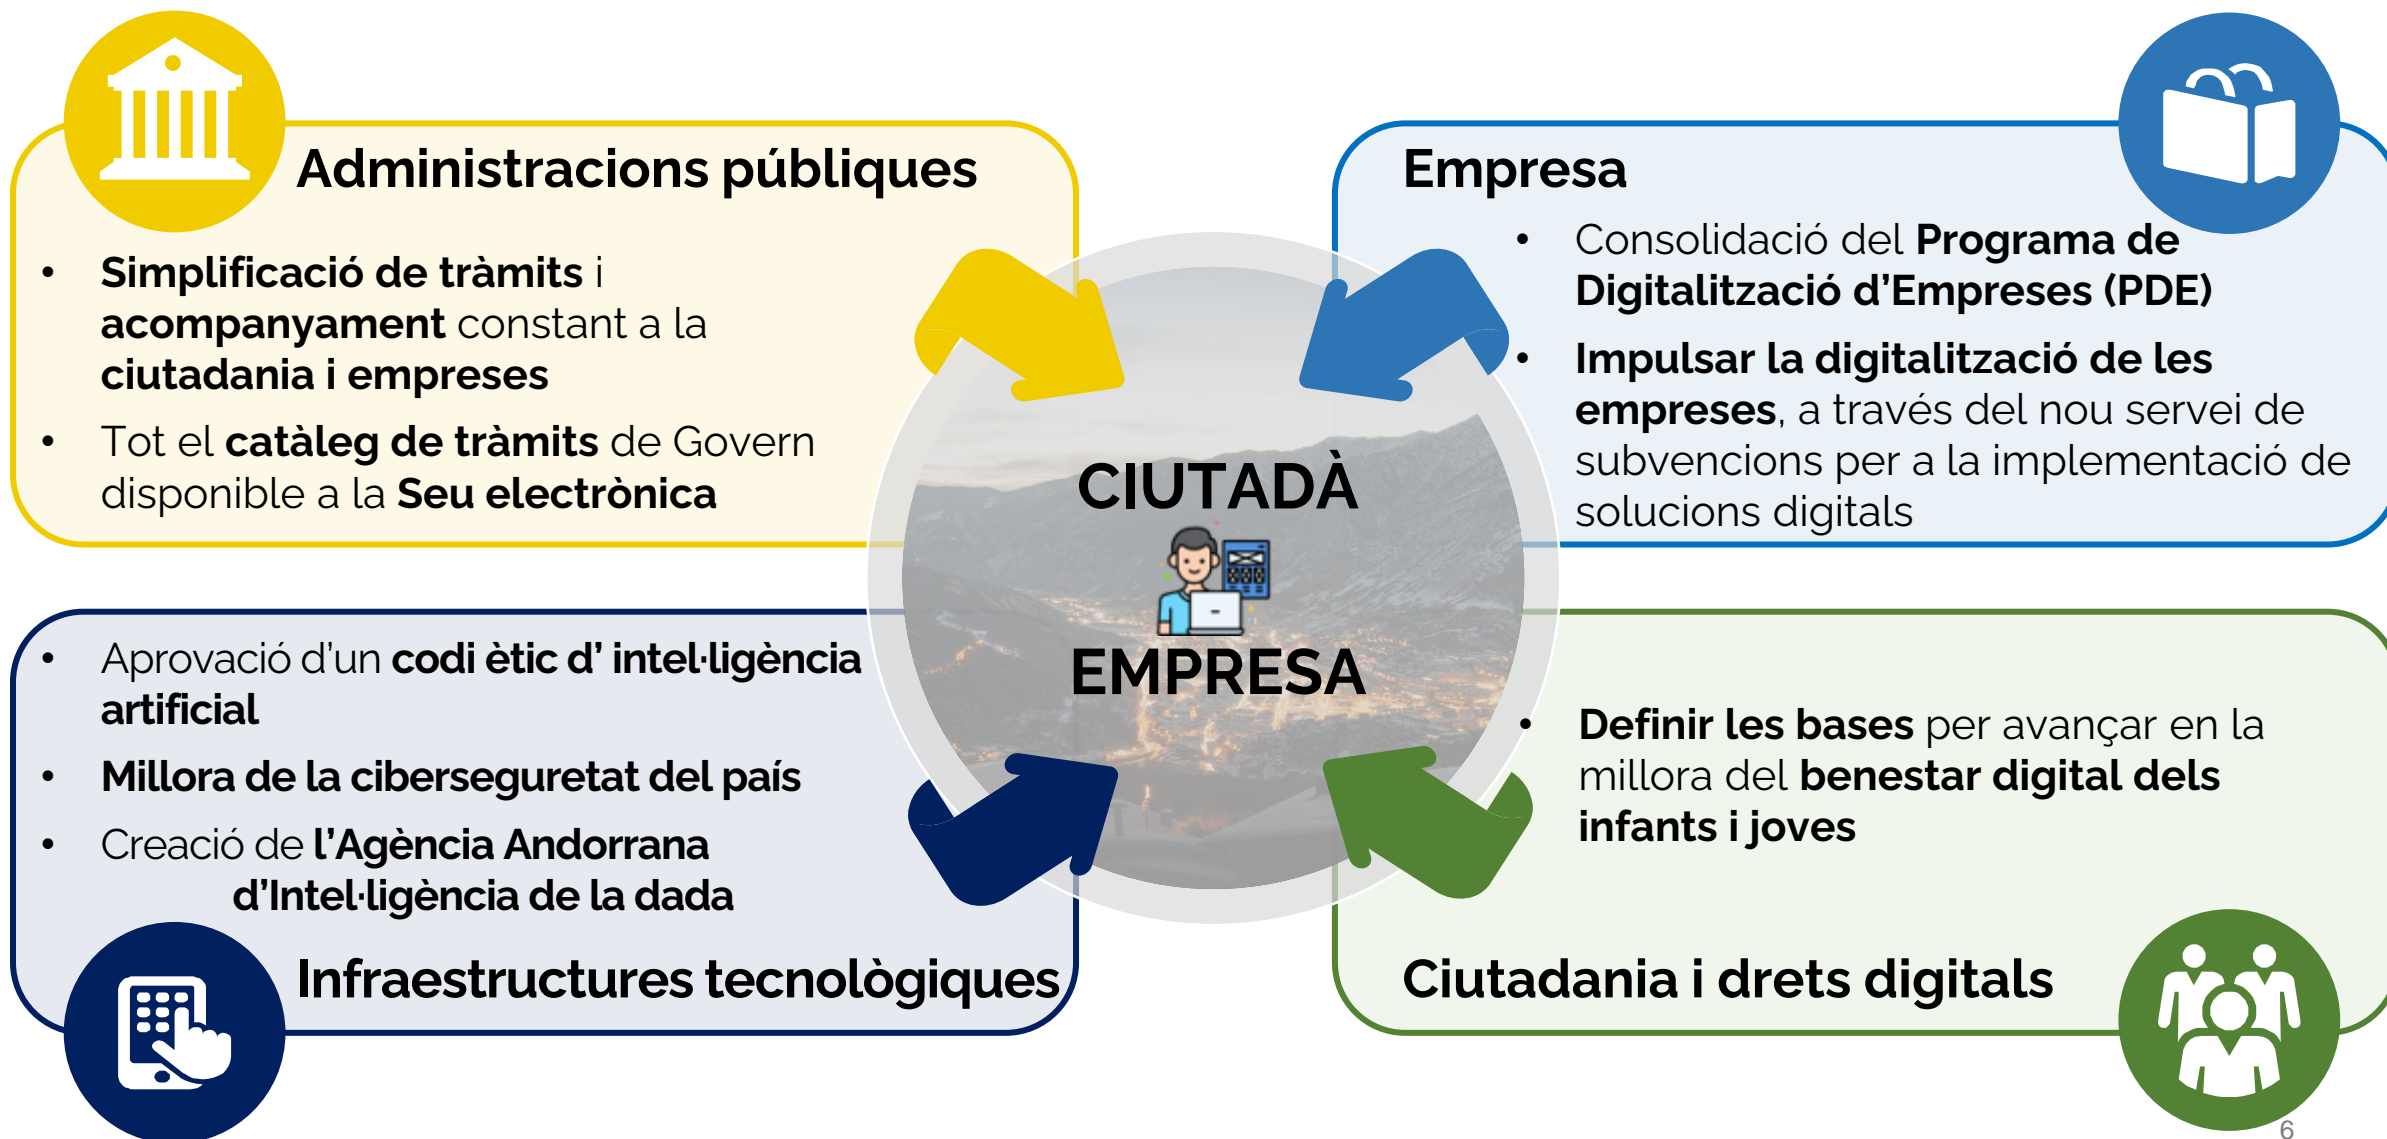 Administracions públiques
• Simplificació de tràmits i
acompanyament constant a la
ciutadania i empreses
• Tot el catàleg de tràmits de Govern
disponible a la Seu electrònica
Empresa
• Consolidació del Programa de
Digitalització d’Empreses (PDE)
• Impulsar la digitalització de les
empreses, a través del nou servei de
subvencions per a la implementació de
solucions digitals
CIUTADÀ
EMPRESA
• Aprovació d’un codi ètic d’ intel·ligència
artificial
• Millora de la ciberseguretat del país
• Creació de l’Agència Andorrana
d’Intel·ligència de la dada
Infraestructures tecnològiques
• Definir les bases per avançar en la
millora del benestar digital dels
infants i joves
Ciutadania i drets digitals
6